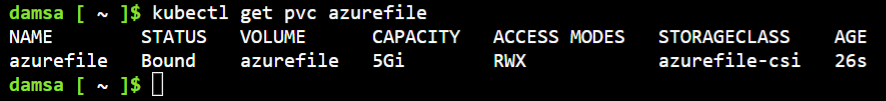 damsa [ ~ ]$ kubectl get pvc azurefile
NAME STATUS VOLUME CAPACITY ACCESS MODES STORAGECLASS AGE
azurefile Bound azurefile 5Gi RWX azurefile-csi 26s
damsa [ ~ ]$